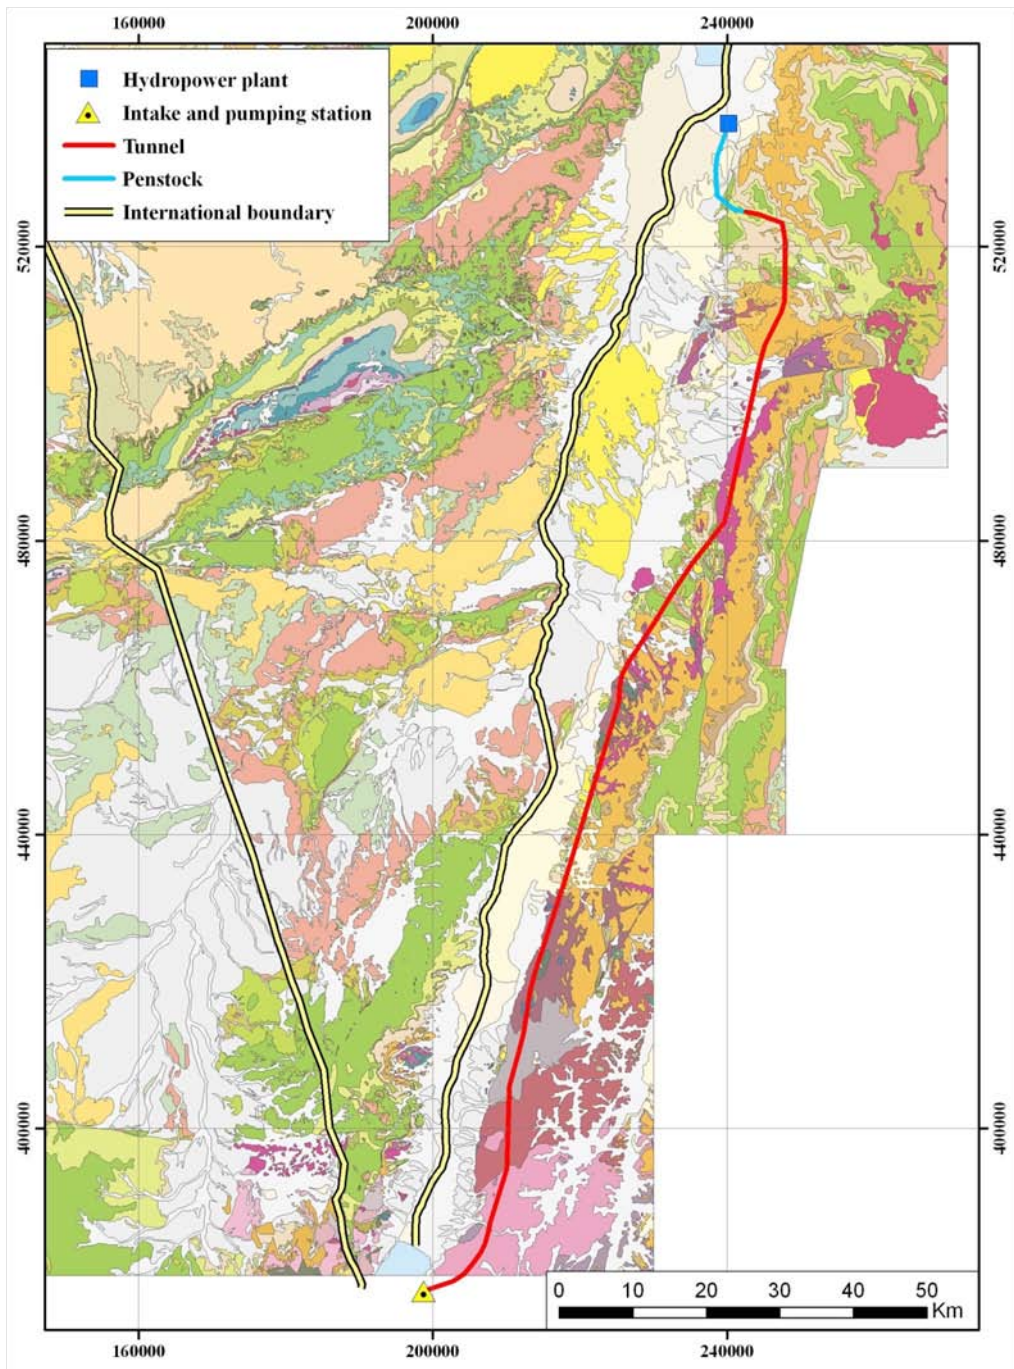 160000 200000 240000
Hydropower plant
Intake and pumping station
Tunnel
Penstock
International boundary
520000 520000
480000 480000
440000 440000
400000 400000
0 10 20 30 40 50
Km
160000 200000 240000